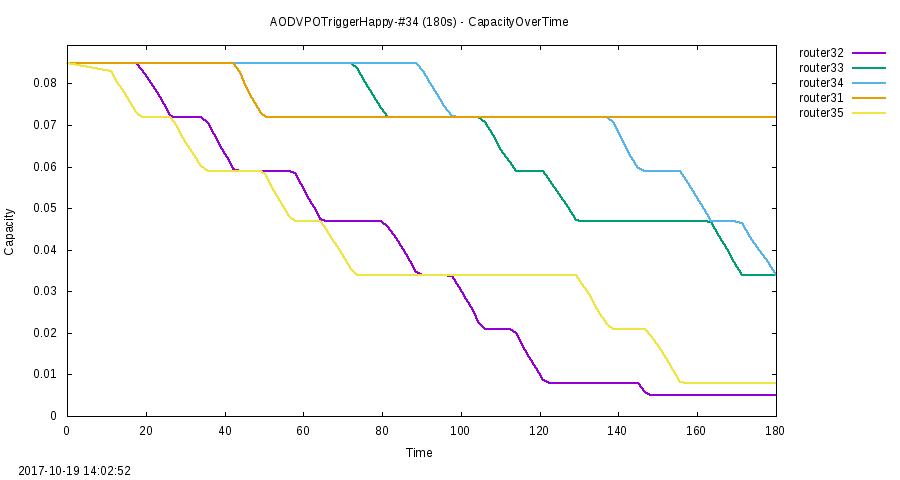 AODVPOTriggerHappy-#34 (180s) - CapacityOverTime
router32
router33
router34
router31
router35
Capacity
0.08
0.07
0.06
0.05
0.04
0.03
0.02
0.01
0
0 20 40 60 80 100 120 140 160 180
Time
2017-10-19 14:02:52